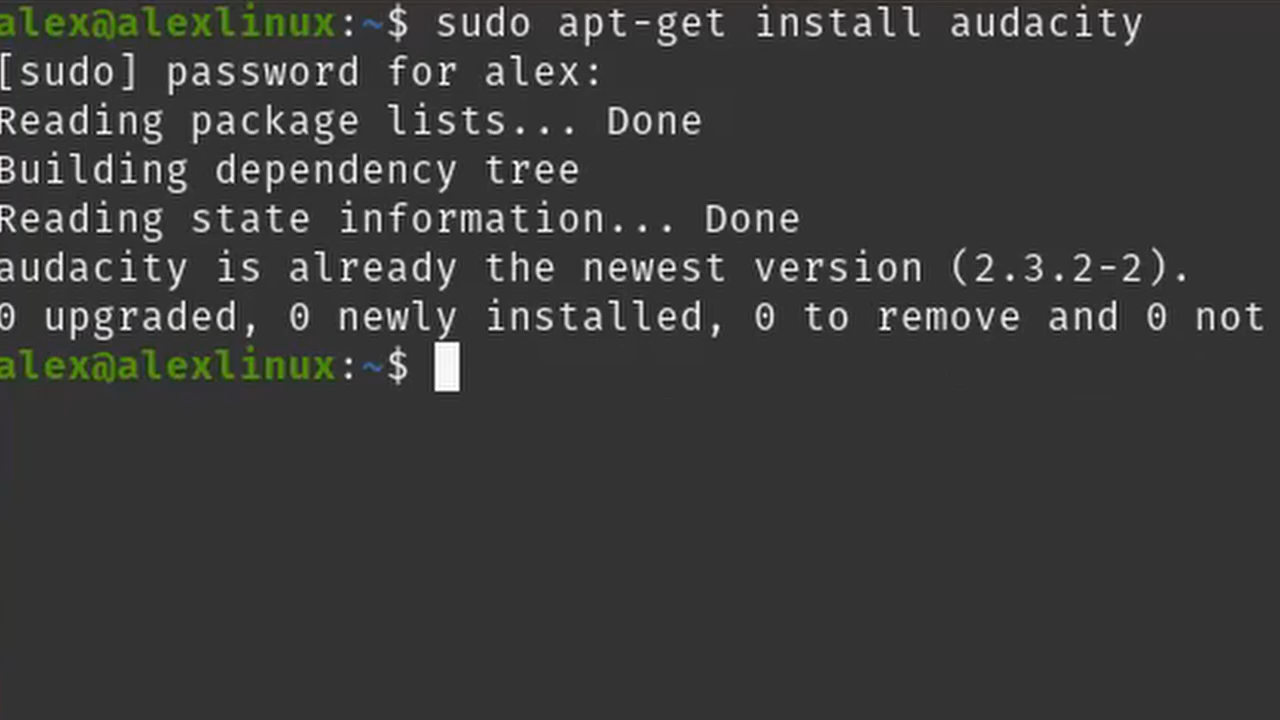 alex@alexlinux:~$ sudo apt-get install audacity
[sudo] password for alex:
Reading package lists... Done
Building dependency tree
Reading state information... Done
audacity is already the newest version (2.3.2-2).
0 upgraded, 0 newly installed, 0 to remove and 0 not
alex@alexlinux:~$